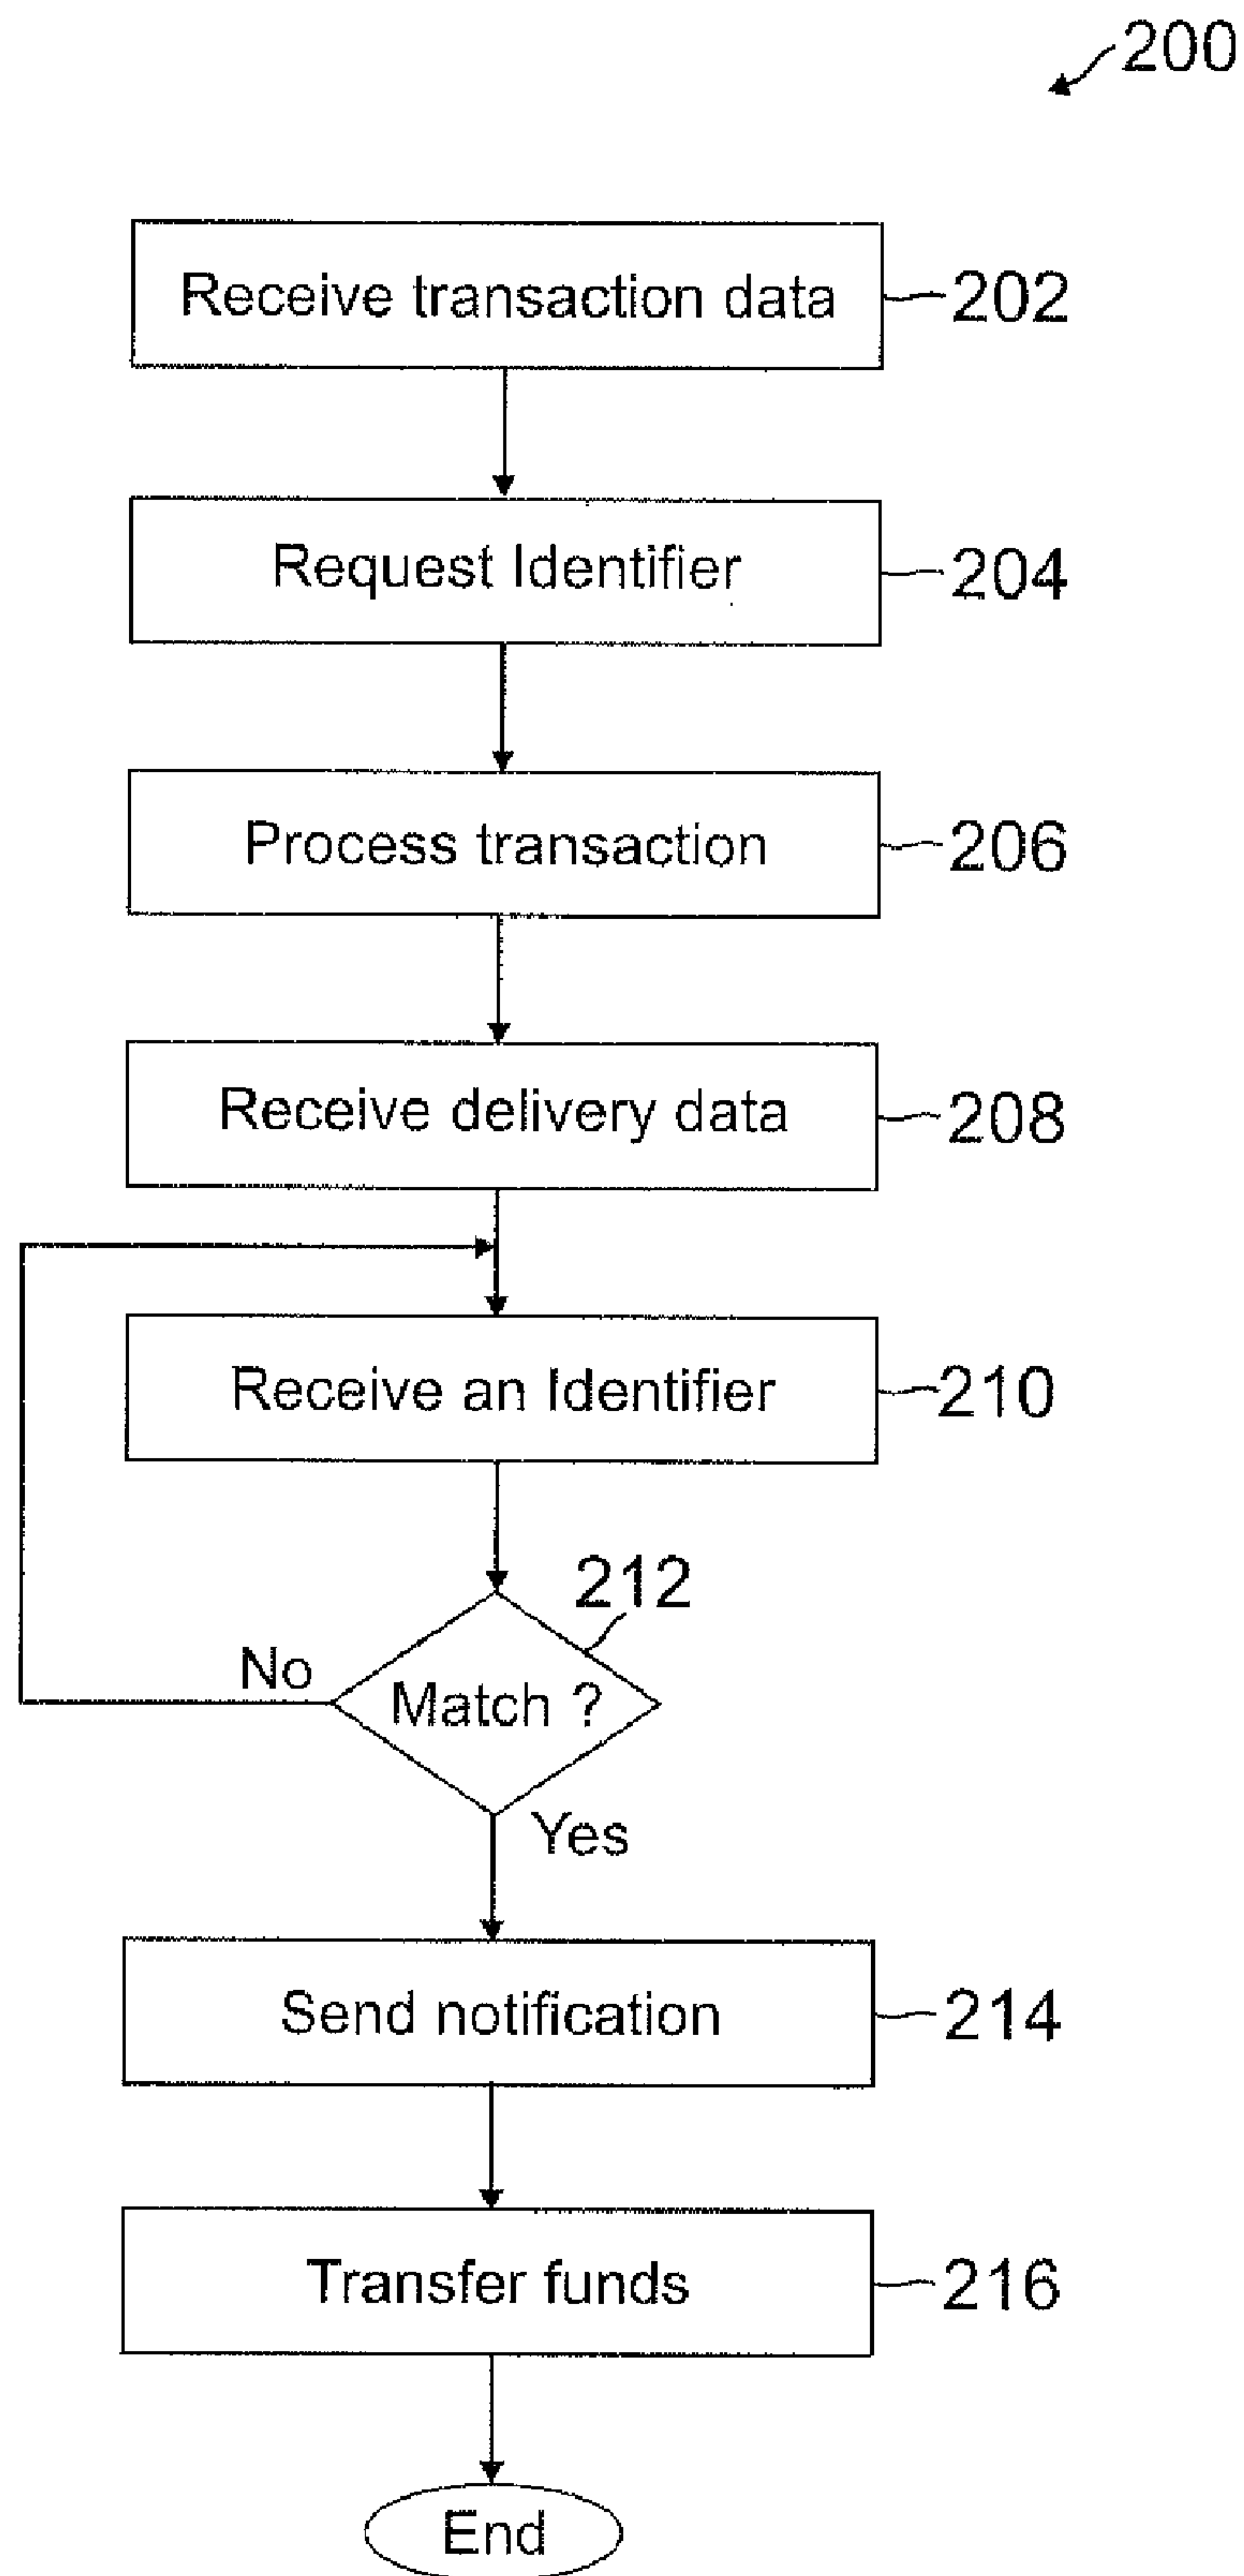 200
Receive transaction data 202
Request Identifier 204
Process transaction 206
Receive delivery data 208
Receive an Identifier 210
212
No
Match ?
Yes
Send notification 214
Transfer funds 216
End